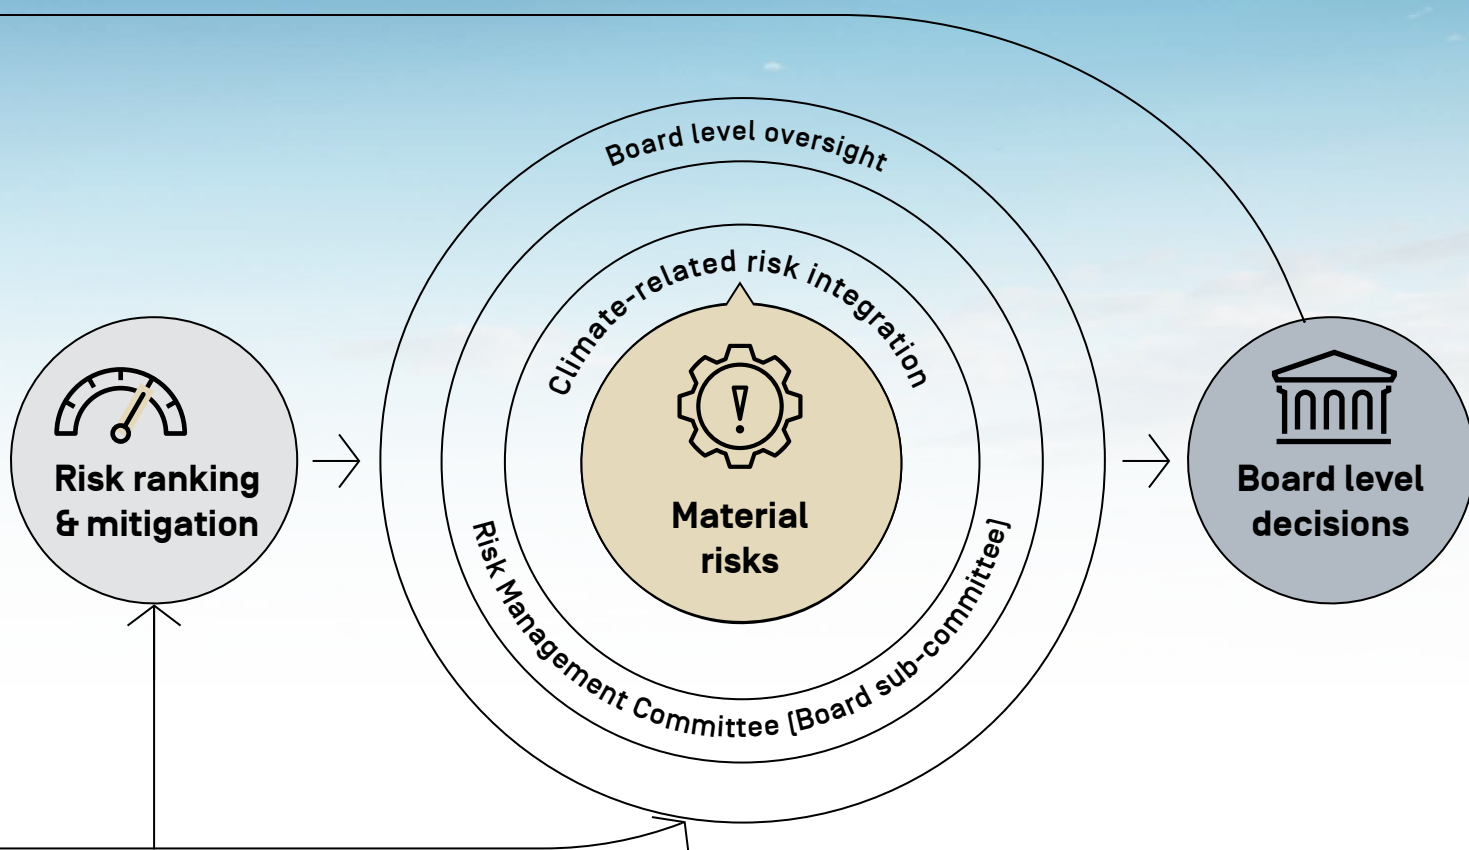 Board level oversight
Climate-related risk integration
Risk ranking
& mitigation
Material
risks
Board level
decisions
Risk Management Committee (Board sub-committee)